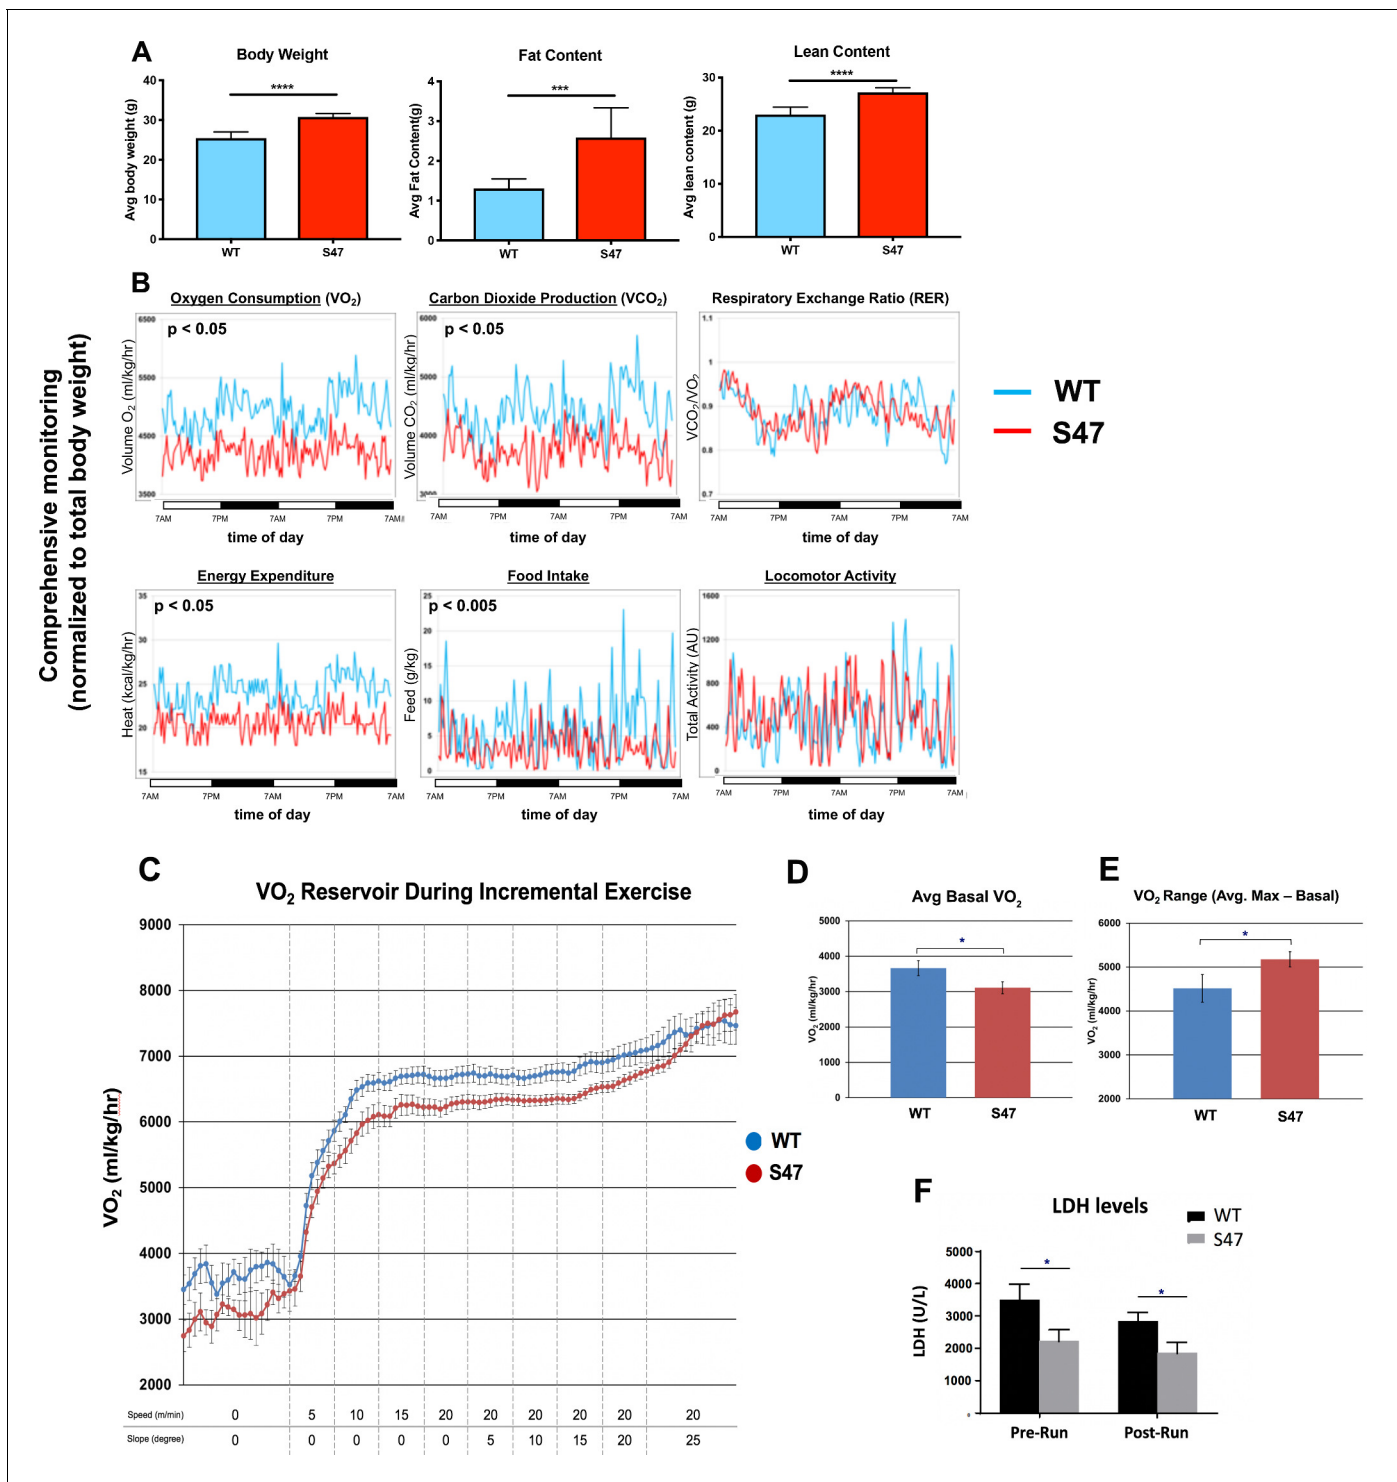 A
Body Weight
Fat Content
Lean Content
Avg body weight (g)
40
30
20
10
0
****
WT
S47
Avg Fat Content(g)
4
3
2
1
0
***
WT
S47
Avg lean content (g)
30
20
10
0
****
WT
S47
Comprehensive monitoring
(normalized to total body weight)
B
Oxygen Consumption (VO2)
Volume O2 (ml/kg/hr)
6500
5500
4500
3500
p < 0.05
7AM 7PM 7AM 7PM 7AM
time of day
Carbon Dioxide Production (VCO2)
Volume CO2 (ml/kg/hr)
6000
5000
4000
3000
p < 0.05
7AM 7PM 7AM 7PM 7AM
time of day
Respiratory Exchange Ratio (RER)
VCO2/VO2
1.1
1
0.9
0.8
0.7
7AM 7PM 7AM 7PM 7AM
time of day
WT
S47
Energy Expenditure
Heat (kcal/kg/hr)
35
30
25
20
15
p < 0.05
7AM 7PM 7AM 7PM 7AM
time of day
Food Intake
Feed (g/kg)
25
20
15
10
5
0
p < 0.005
7AM 7PM 7AM 7PM 7AM
time of day
Locomotor Activity
Total Activity (AU)
1600
1200
800
400
0
7AM 7PM 7AM 7PM 7AM
time of day
C
VO2 Reservoir During Incremental Exercise
VO2 (ml/kg/hr)
9000
8000
7000
6000
5000
4000
3000
2000
Speed (m/min) 0 5 10 15 20 20 20 20 20 20
Slope (degree) 0 0 0 0 0 5 10 15 20 25
WT
S47
D
Avg Basal VO2
VO2 (ml/kg/hr)
5000
4000
3000
2000
1000
0
*
WT
S47
E
VO2 Range (Avg. Max – Basal)
VO2 (ml/kg/hr)
6000
5000
4000
3000
2000
*
WT
S47
F
LDH levels
WT
S47
LDH (U/L)
5000
4000
3000
2000
1000
0
*
*
Pre-Run
Post-Run